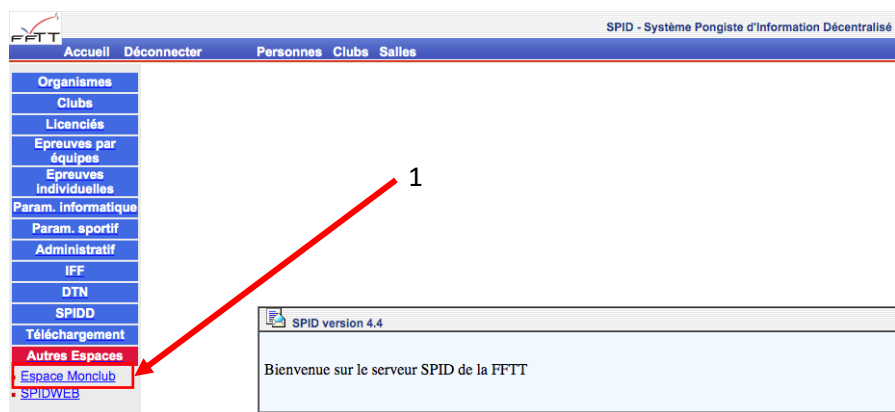 FFTT
SPID - Système Pongiste d'Information Décentralisé
Accueil Déconnecter Personnes Clubs Salles
Organismes
Clubs
Licenciés
Epreuves par
équipes
Epreuves
individuelles
Param. informatique
Param. sportif
Administratif
IFF
DTN
SPIDD
Téléchargement
Autres Espaces
Espace Monclub
SPIDWEB
1
SPID version 4.4
Bienvenue sur le serveur SPID de la FFTT